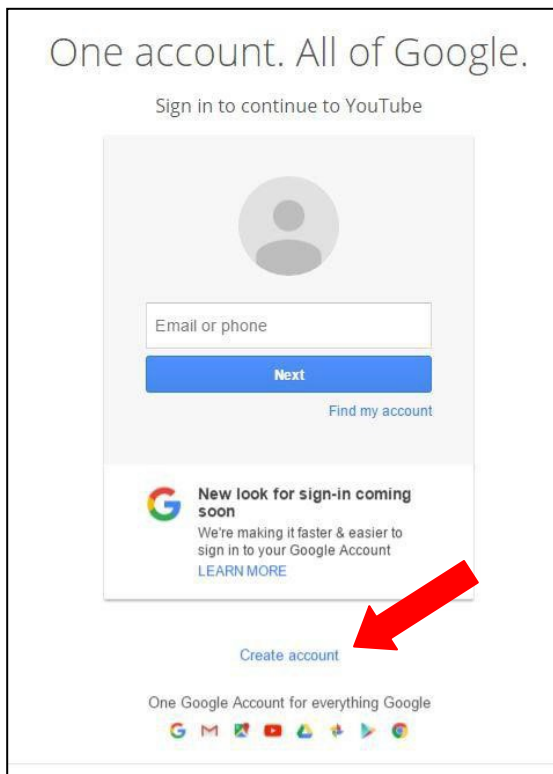 One account. All of Google.
Sign in to continue to YouTube
Email or phone
Next
Find my account
New look for sign-in coming
soon
We're making it faster & easier to
sign in to your Google Account
LEARN MORE
Create account
One Google Account for everything Google